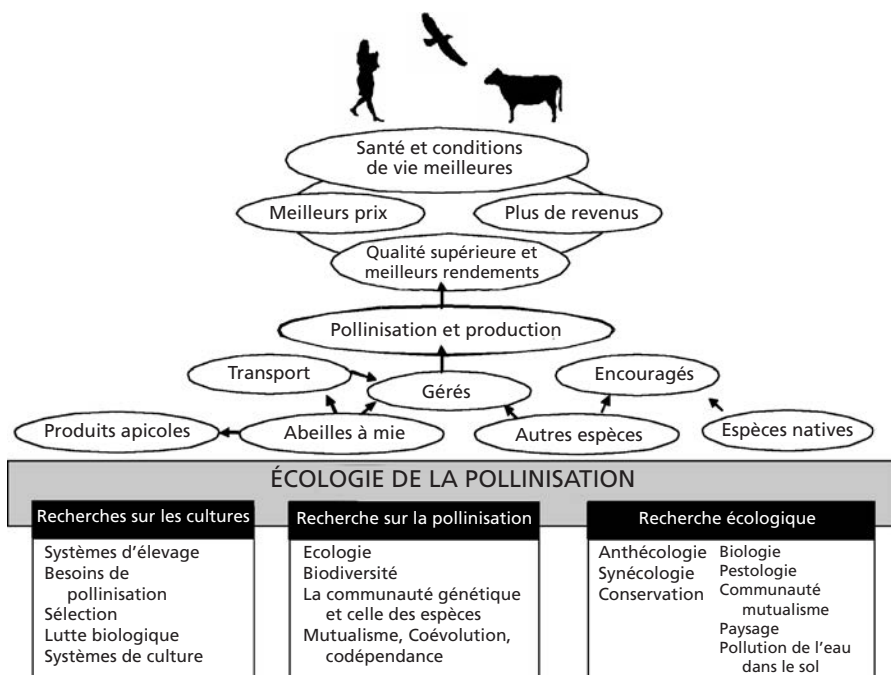 Santé et conditions
de vie meilleures
Meilleurs prix
Plus de revenus
Qualité supérieure et
meilleurs rendements
Pollinisation et production
Transport
Gérés
Encouragés
Produits apicoles
Abeilles à mie
Autres espèces
Espèces natives
ÉCOLOGIE DE LA POLLINISATION
Recherches sur les cultures
Systèmes d'élevage
Besoins de
pollinisation
Sélection
Lutte biologique
Systèmes de culture
Recherche sur la pollinisation
Ecologie
Biodiversité
La communauté génétique
et celle des espèces
Mutualisme, Coévolution,
codépendance
Recherche écologique
Anthécologie
Synécologie
Conservation
Biologie
Pestologie
Communauté
mutualisme
Paysage
Pollution de l'eau
dans le sol